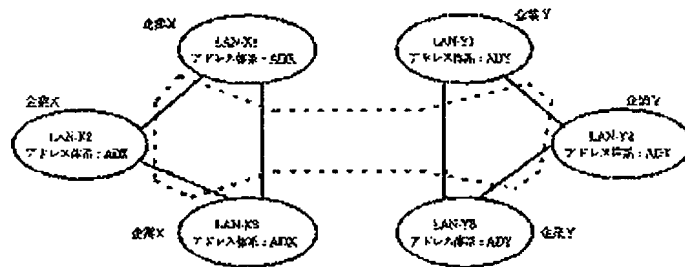 企業X
LAN-X1
アドレス体系：ADX
企業Y
LAN-Y1
アドレス体系：ADY
企業X
LAN-X2
アドレス体系：ADX
企業Y
LAN-Y2
アドレス体系：ADY
企業X
LAN-X3
アドレス体系：ADX
LAN-Y3
アドレス体系：ADY
企業Y